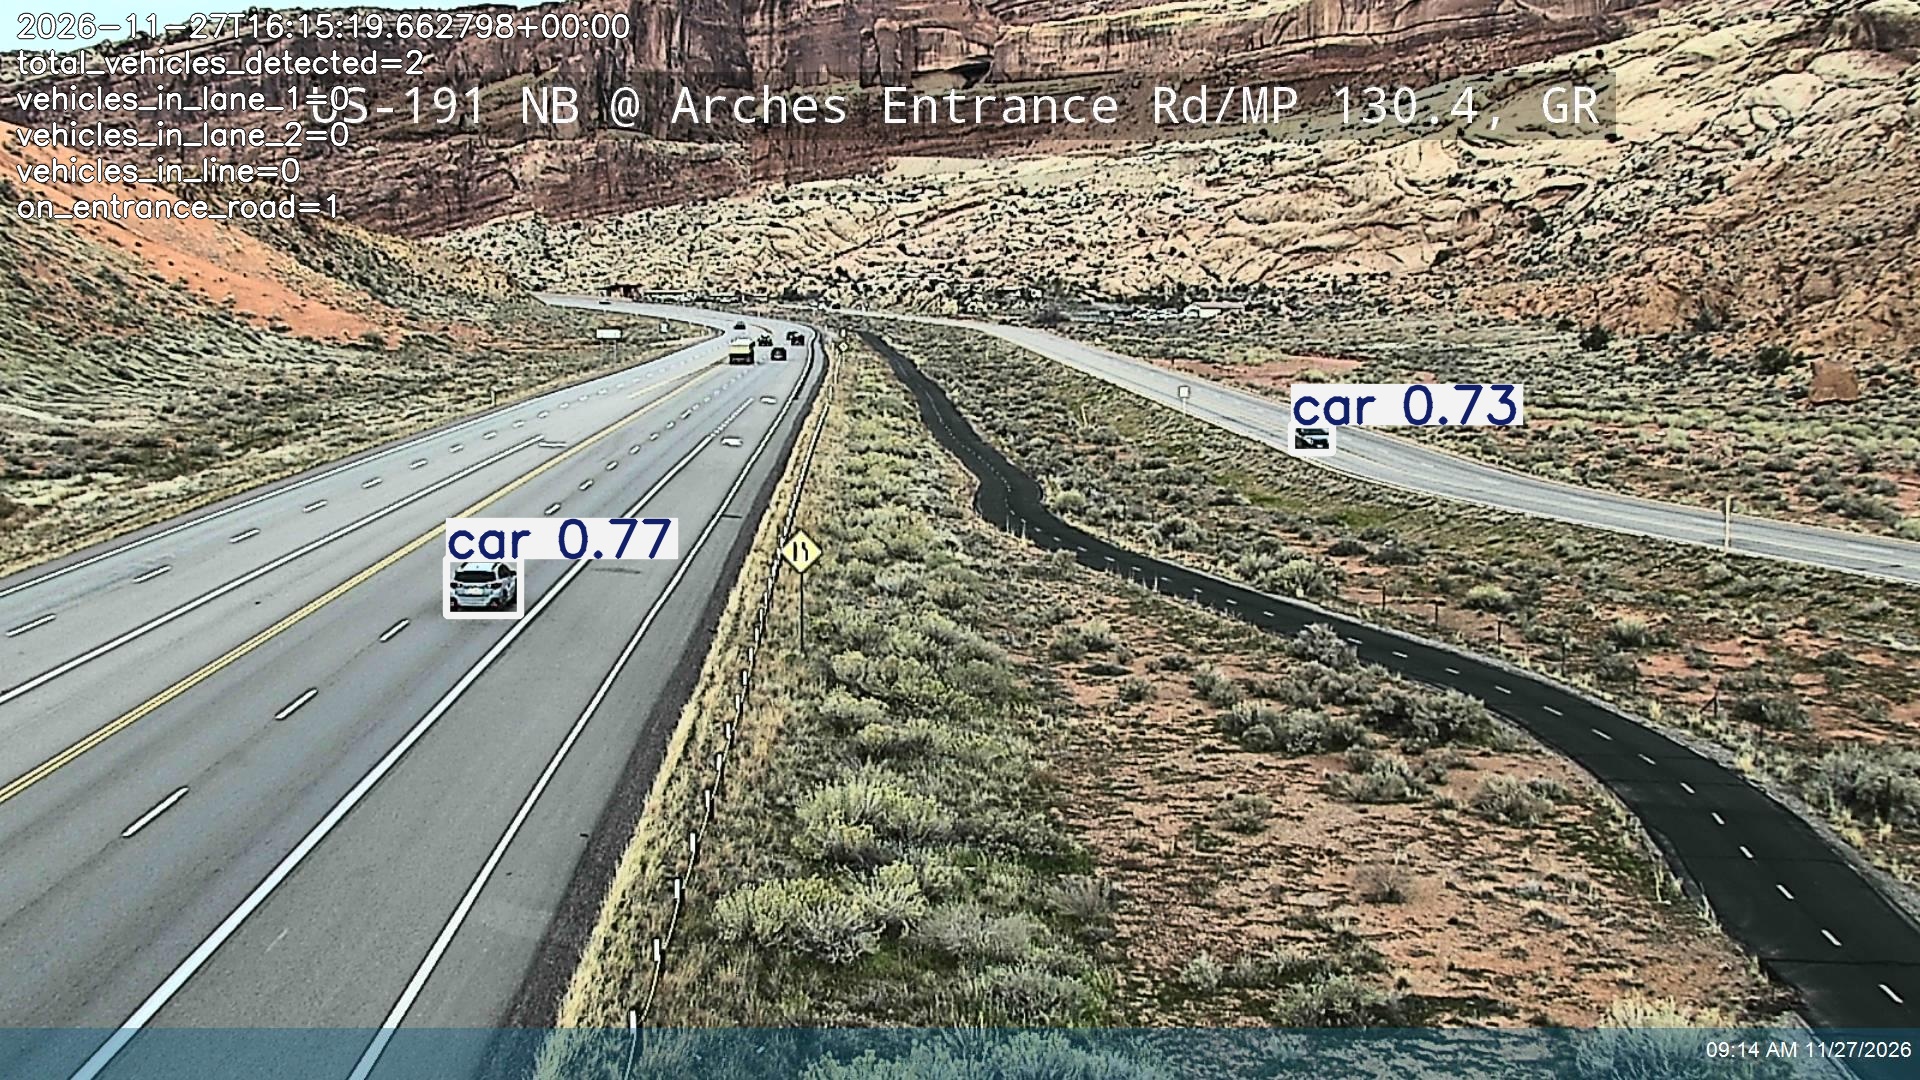 2026-11-27T16:15:19.662798+00:00
total_vehicles_detected=2
vehicles_in_lane_1=0
US-191 NB @ Arches Entrance Rd/MP 130.4, GR
vehicles_in_lane_2=0
vehicles_in_line=0
on_entrance_road=1
car 0.73
car 0.77
09:14 AM 11/27/2026